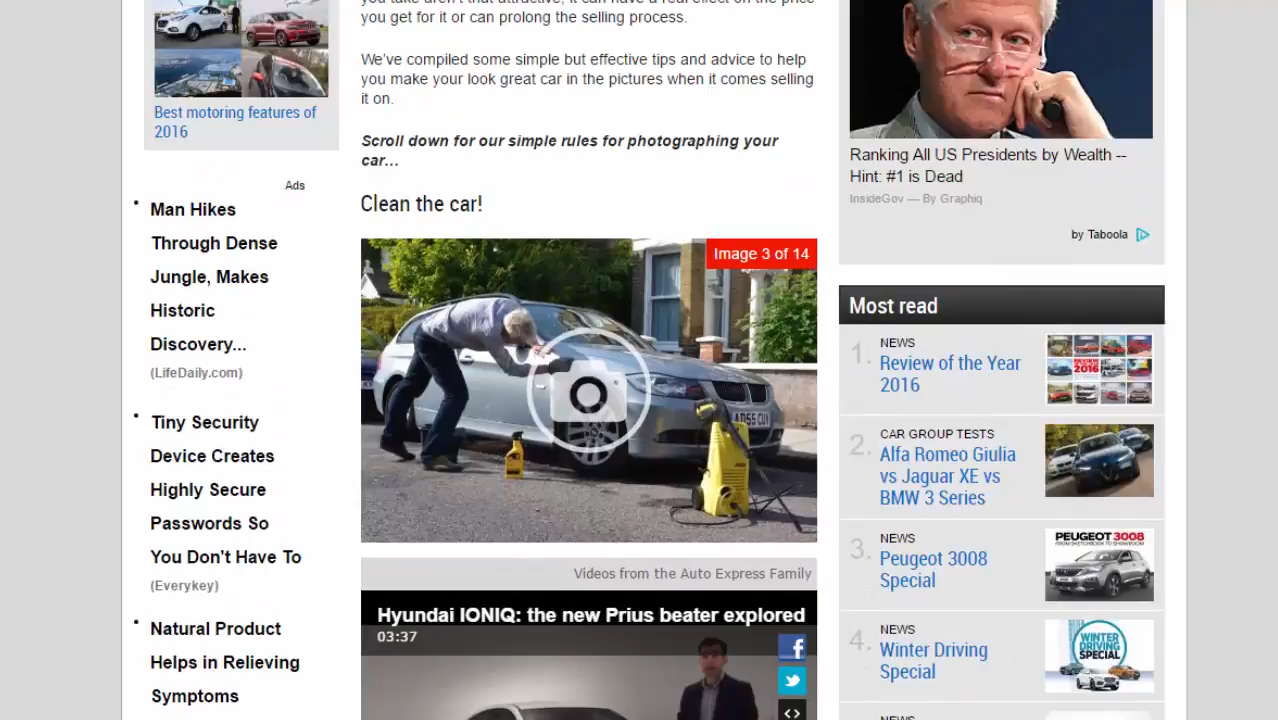 Best motoring features of
2016
Ads
Man Hikes
Through Dense
Jungle, Makes
Historic
Discovery...
(LifeDaily.com)
Tiny Security
Device Creates
Highly Secure
Passwords So
You Don't Have To
(Everykey)
Natural Product
Helps in Relieving
Symptoms
you take aren't that attractive, it can have a real effect on the price
you get for it or can prolong the selling process.
We've compiled some simple but effective tips and advice to help
you make your look great car in the pictures when it comes selling
it on.
Scroll down for our simple rules for photographing your
car...
Clean the car!
Image 3 of 14
Videos from the Auto Express Family
Hyundai IONIQ: the new Prius beater explored
03:37
Ranking All US Presidents by Wealth --
Hint: #1 is Dead
InsideGov — By Graphiq
by Taboola
Most read
1.
NEWS
Review of the Year
2016
2.
CAR GROUP TESTS
Alfa Romeo Giulia
vs Jaguar XE vs
BMW 3 Series
3.
NEWS
Peugeot 3008
Special
PEUGEOT 3008
4.
NEWS
Winter Driving
Special
WINTER
DRIVING
SPECIAL
NEWS